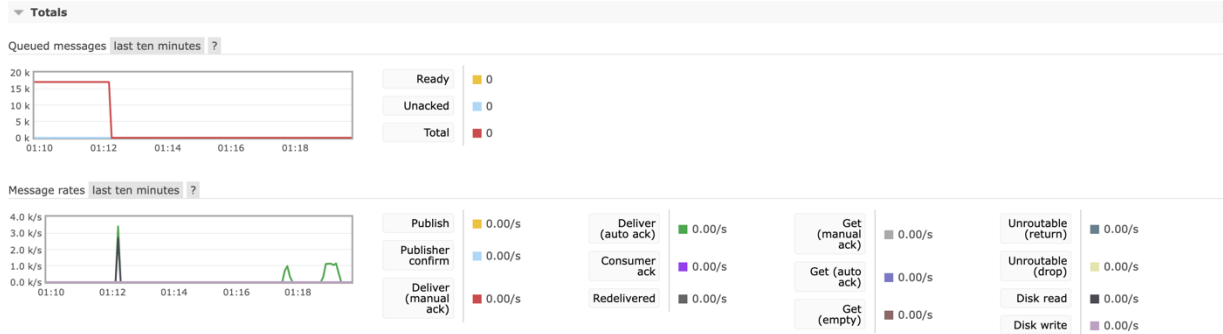 Totals
Queued messages last ten minutes ?
20 k
15 k
10 k
5 k
0 k
01:10 01:12 01:14 01:16 01:18
Ready 0
Unacked 0
Total 0
Message rates last ten minutes ?
4.0 k/s
3.0 k/s
2.0 k/s
1.0 k/s
0.0 k/s
01:10 01:12 01:14 01:16 01:18
Publish 0.00/s
Publisher
confirm 0.00/s
Deliver
(manual
ack) 0.00/s
Deliver
(auto ack) 0.00/s
Consumer
ack 0.00/s
Redelivered 0.00/s
Get
(manual
ack) 0.00/s
Get (auto
ack) 0.00/s
Get
(empty) 0.00/s
Unroutable
(return) 0.00/s
Unroutable
(drop) 0.00/s
Disk read 0.00/s
Disk write 0.00/s